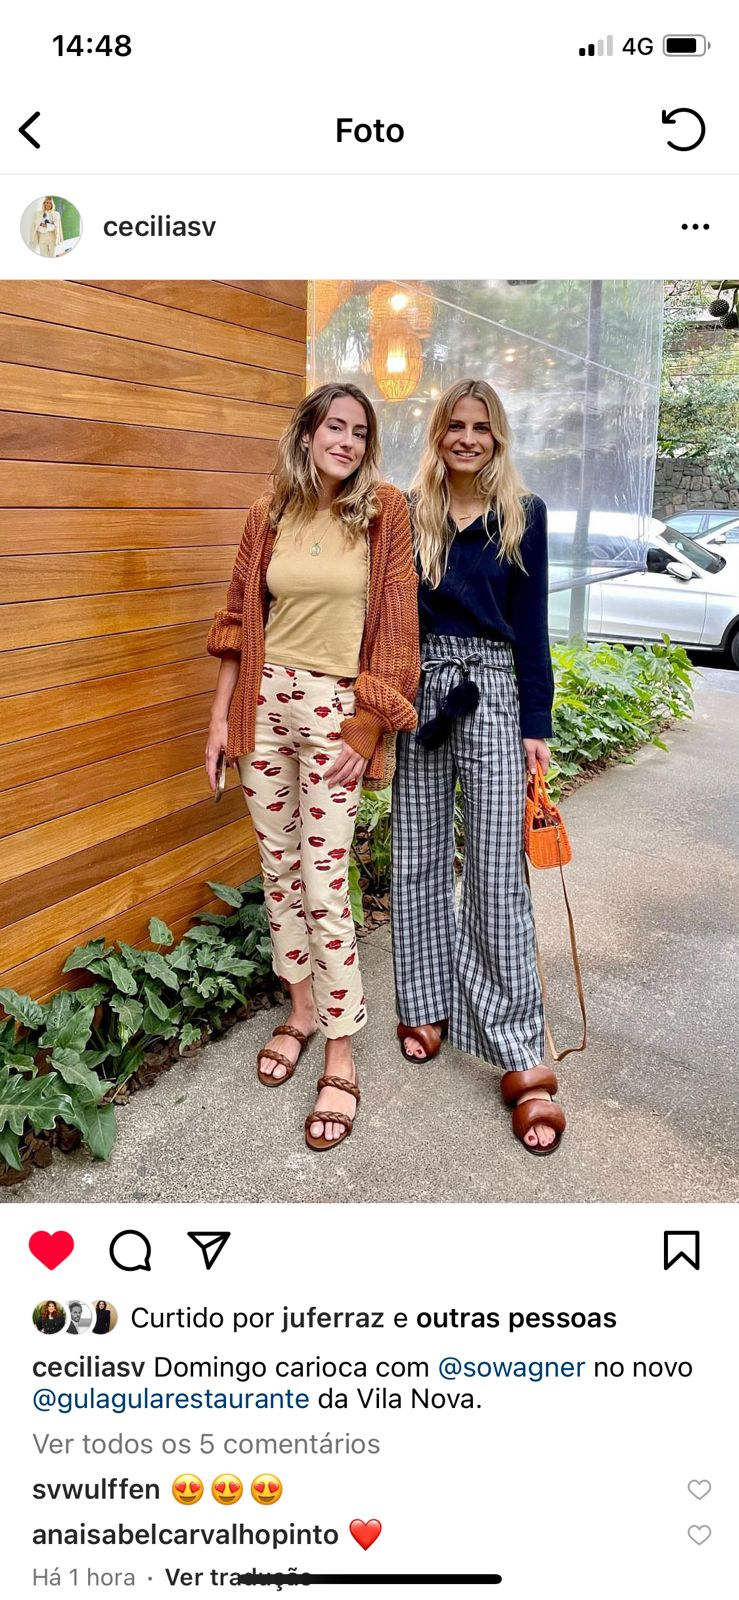 14:48
4G
Foto
ceciliasv
Curtido por juferraz e outras pessoas
ceciliasv Domingo carioca com @sowagner no novo
@gulagularestaurante da Vila Nova.
Ver todos os 5 comentários
svwulffen 😍😍😍
anaisabelcarvalhopinto ❤️
Há 1 hora · Ver tradução